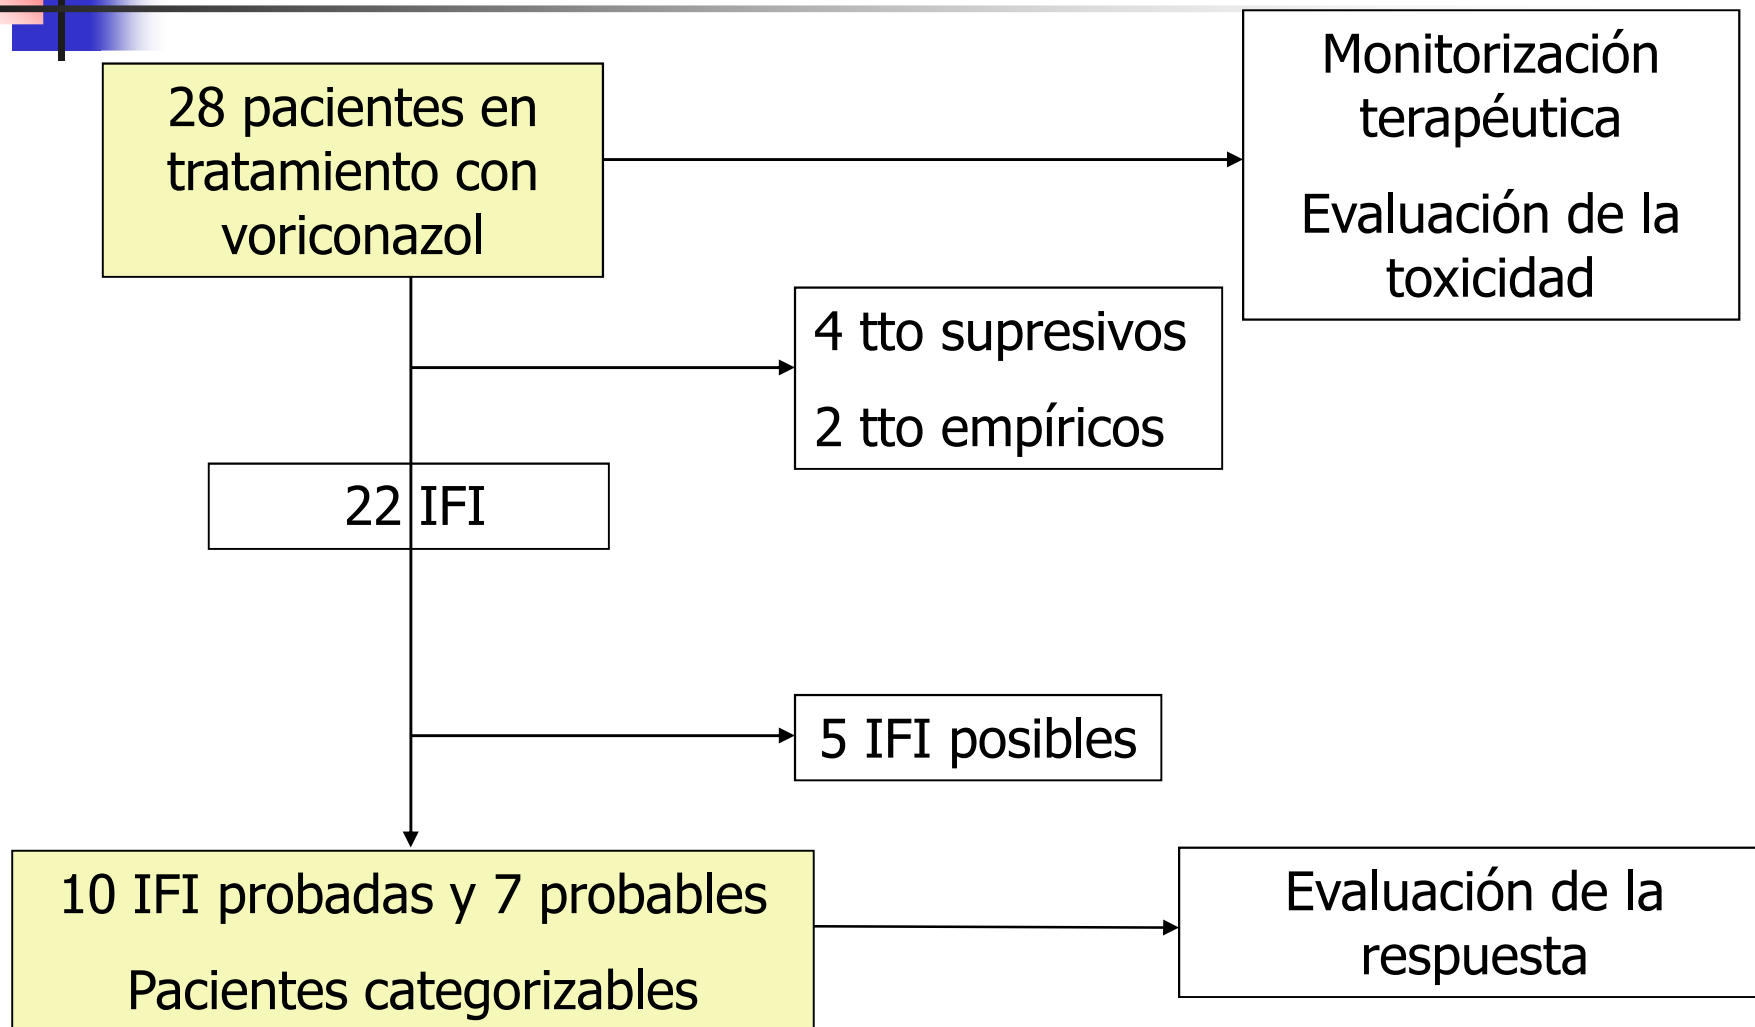 28 pacientes en
tratamiento con
voriconazol
Monitorización
terapéutica
Evaluación de la
toxicidad
4 tto supresivos
2 tto empíricos
22 IFI
5 IFI posibles
10 IFI probadas y 7 probables
Pacientes categorizables
Evaluación de la
respuesta